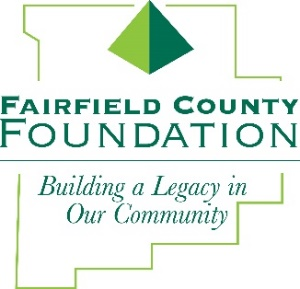 FAIRFIELD COUNTY
FOUNDATION
Building a Legacy in
Our Community